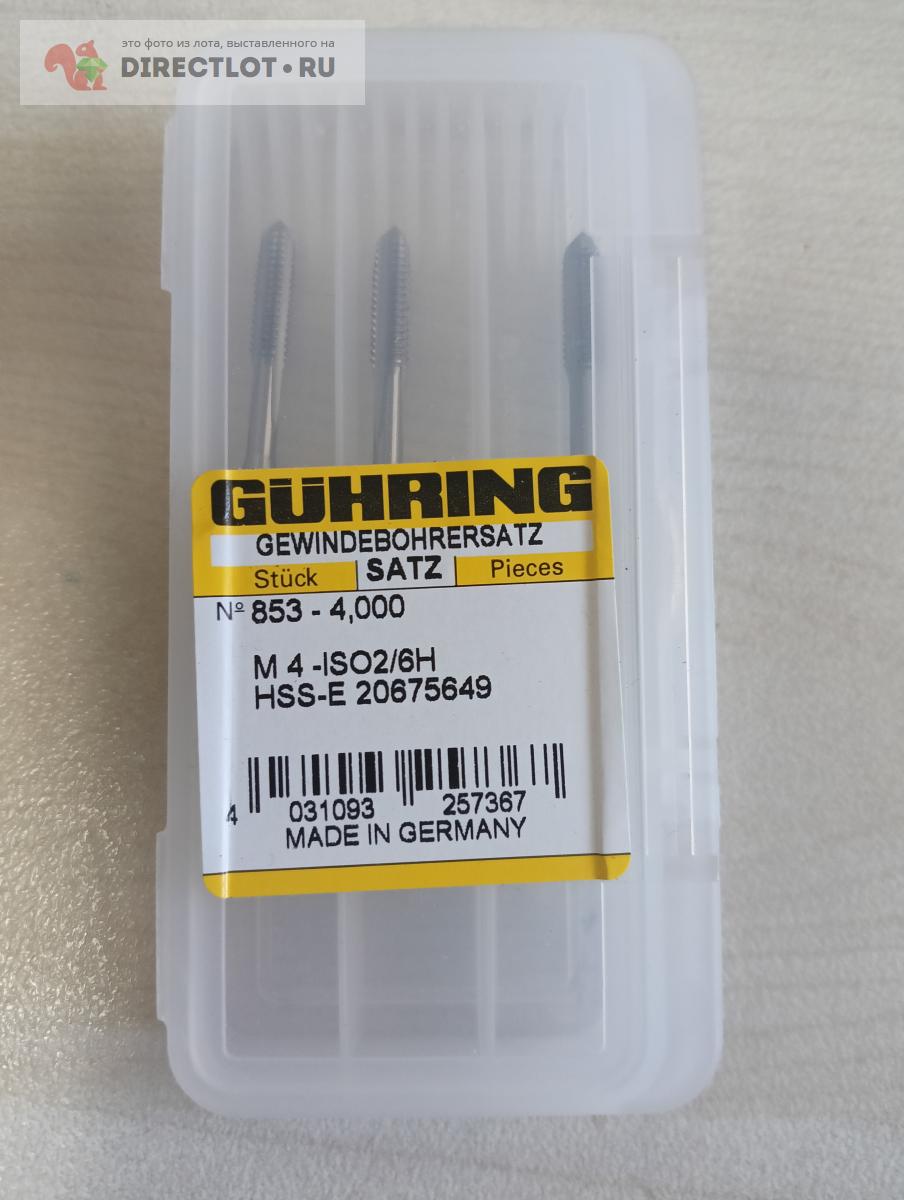 это фото из лота, выставленного на
DIRECTLOT•RU
GÜHRING
GEWINDEBOHRERSATZ
Stück SATZ Pieces
Nº 853 - 4,000
M 4 -ISO2/6H
HSS-E 20675649
4 031093 257367
MADE IN GERMANY